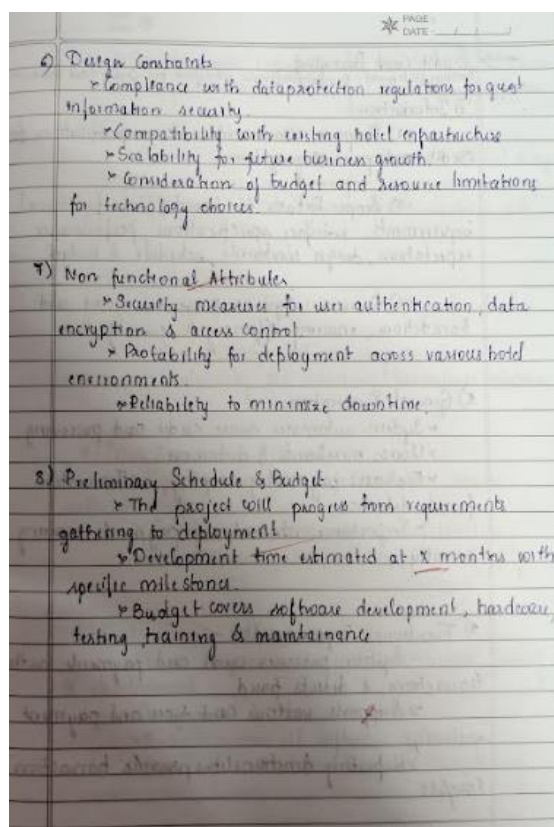 PAGE
DATE
6) Design Constraints
* Compliance with data protection regulations for guest
information security.
* Compatibility with existing hotel infrastructure
* Scalability for future business growth.
* Consideration of budget and resource limitations
for technology choices.
7) Non functional Attributes
* Security measures for user authentication, data
encryption & access control
* Protability for deployment across various hotel
environments.
* Reliability to minimize downtime.
8) Preliminary Schedule & Budget
* The project will progress from requirements
gathering to deployment
* Development time estimated at X months with
specific milestones.
* Budget covers software development, hardware,
testing, training & maintainance